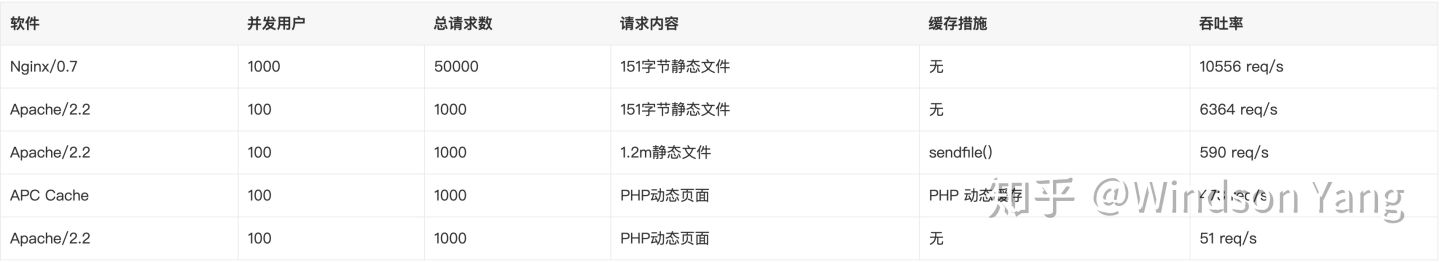 软件 并发用户 总请求数 请求内容 缓存措施 吞吐率
Nginx/0.7 1000 50000 151字节静态文件 无 10556 req/s
Apache/2.2 100 1000 151字节静态文件 无 6364 req/s
Apache/2.2 100 1000 1.2m静态文件 sendfile() 590 req/s
APC Cache 100 1000 PHP动态页面 PHP 动态缓存 473 req/s
知乎 @Windson Yang
Apache/2.2 100 1000 PHP动态页面 无 51 req/s